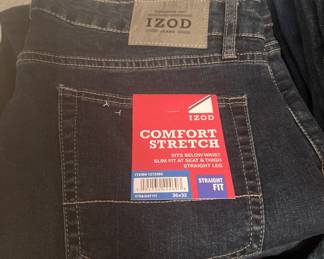 IZOD
IZOD
COMFORT
STRETCH
SITS BELOW WAIST
SLIM FIT AT SEAT & THIGH
STRAIGHT LEG
STRAIGHT
FIT
36x32